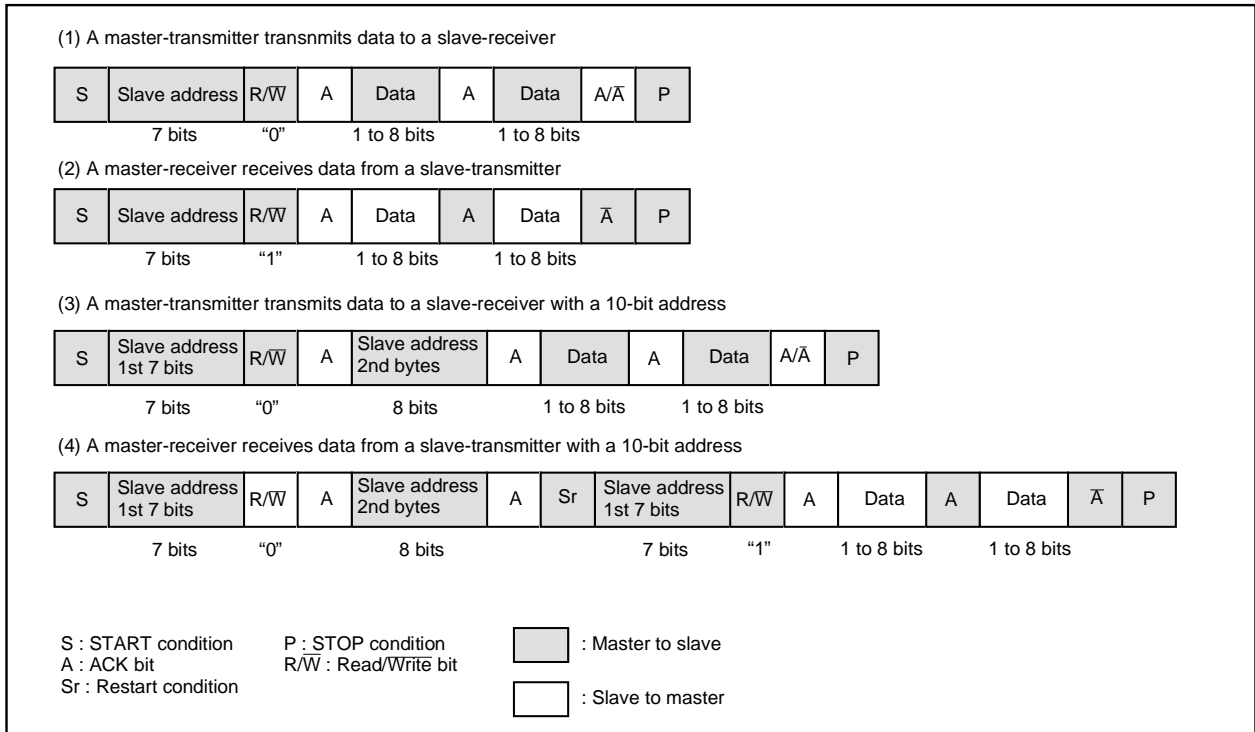 (1) A master-transmitter transnmits data to a slave-receiver
S Slave address R/W̅ A Data A Data A/A̅ P
7 bits “0” 1 to 8 bits 1 to 8 bits
(2) A master-receiver receives data from a slave-transmitter
S Slave address R/W̅ A Data A Data A̅ P
7 bits “1” 1 to 8 bits 1 to 8 bits
(3) A master-transmitter transmits data to a slave-receiver with a 10-bit address
S Slave address 1st 7 bits R/W̅ A Slave address 2nd bytes A Data A Data A/A̅ P
7 bits “0” 8 bits 1 to 8 bits 1 to 8 bits
(4) A master-receiver receives data from a slave-transmitter with a 10-bit address
S Slave address 1st 7 bits R/W̅ A Slave address 2nd bytes A Sr Slave address 1st 7 bits R/W̅ A Data A Data A̅ P
7 bits “0” 8 bits 7 bits “1” 1 to 8 bits 1 to 8 bits
S : START condition P : STOP condition : Master to slave
A : ACK bit R/W̅ : Read/W̅r̅i̅t̅e̅ bit
Sr : Restart condition
: Slave to master